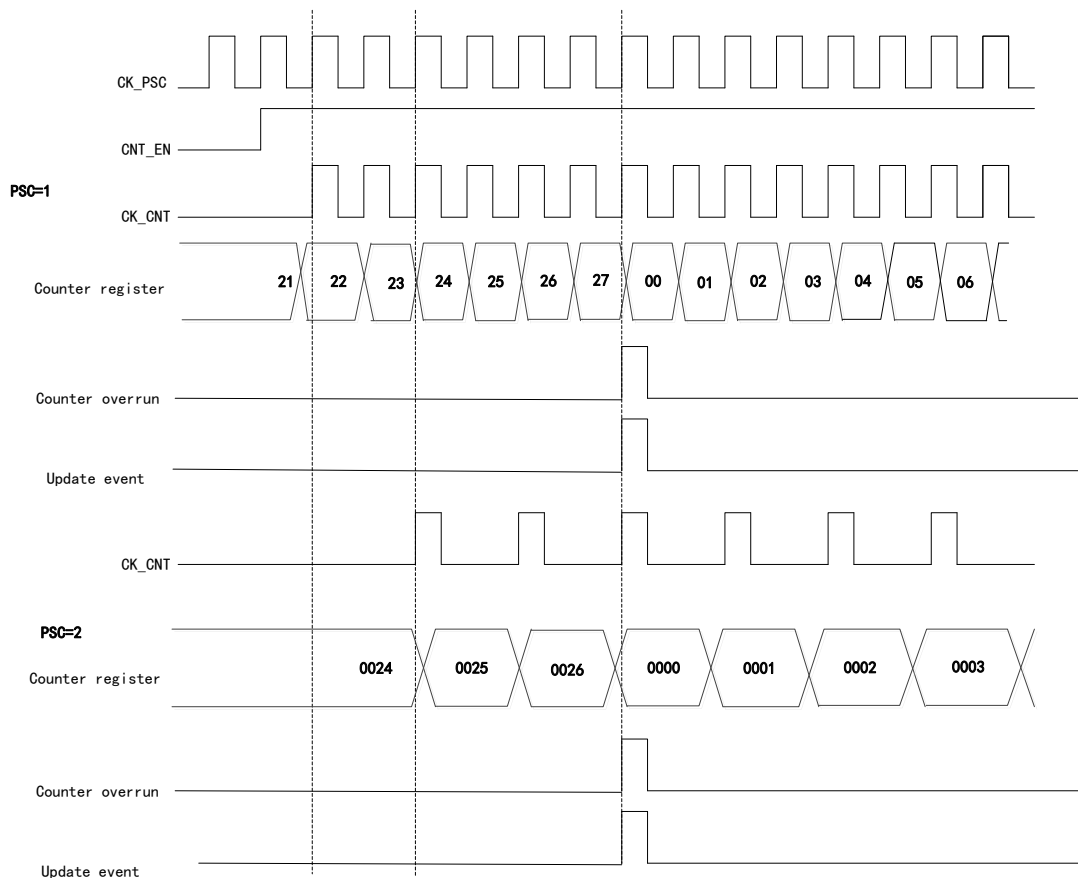 CK_PSC
CNT_EN
PSC=1
CK_CNT
Counter register 21 22 23 24 25 26 27 00 01 02 03 04 05 06
Counter overrun
Update event
CK_CNT
PSC=2
Counter register 0024 0025 0026 0000 0001 0002 0003
Counter overrun
Update event